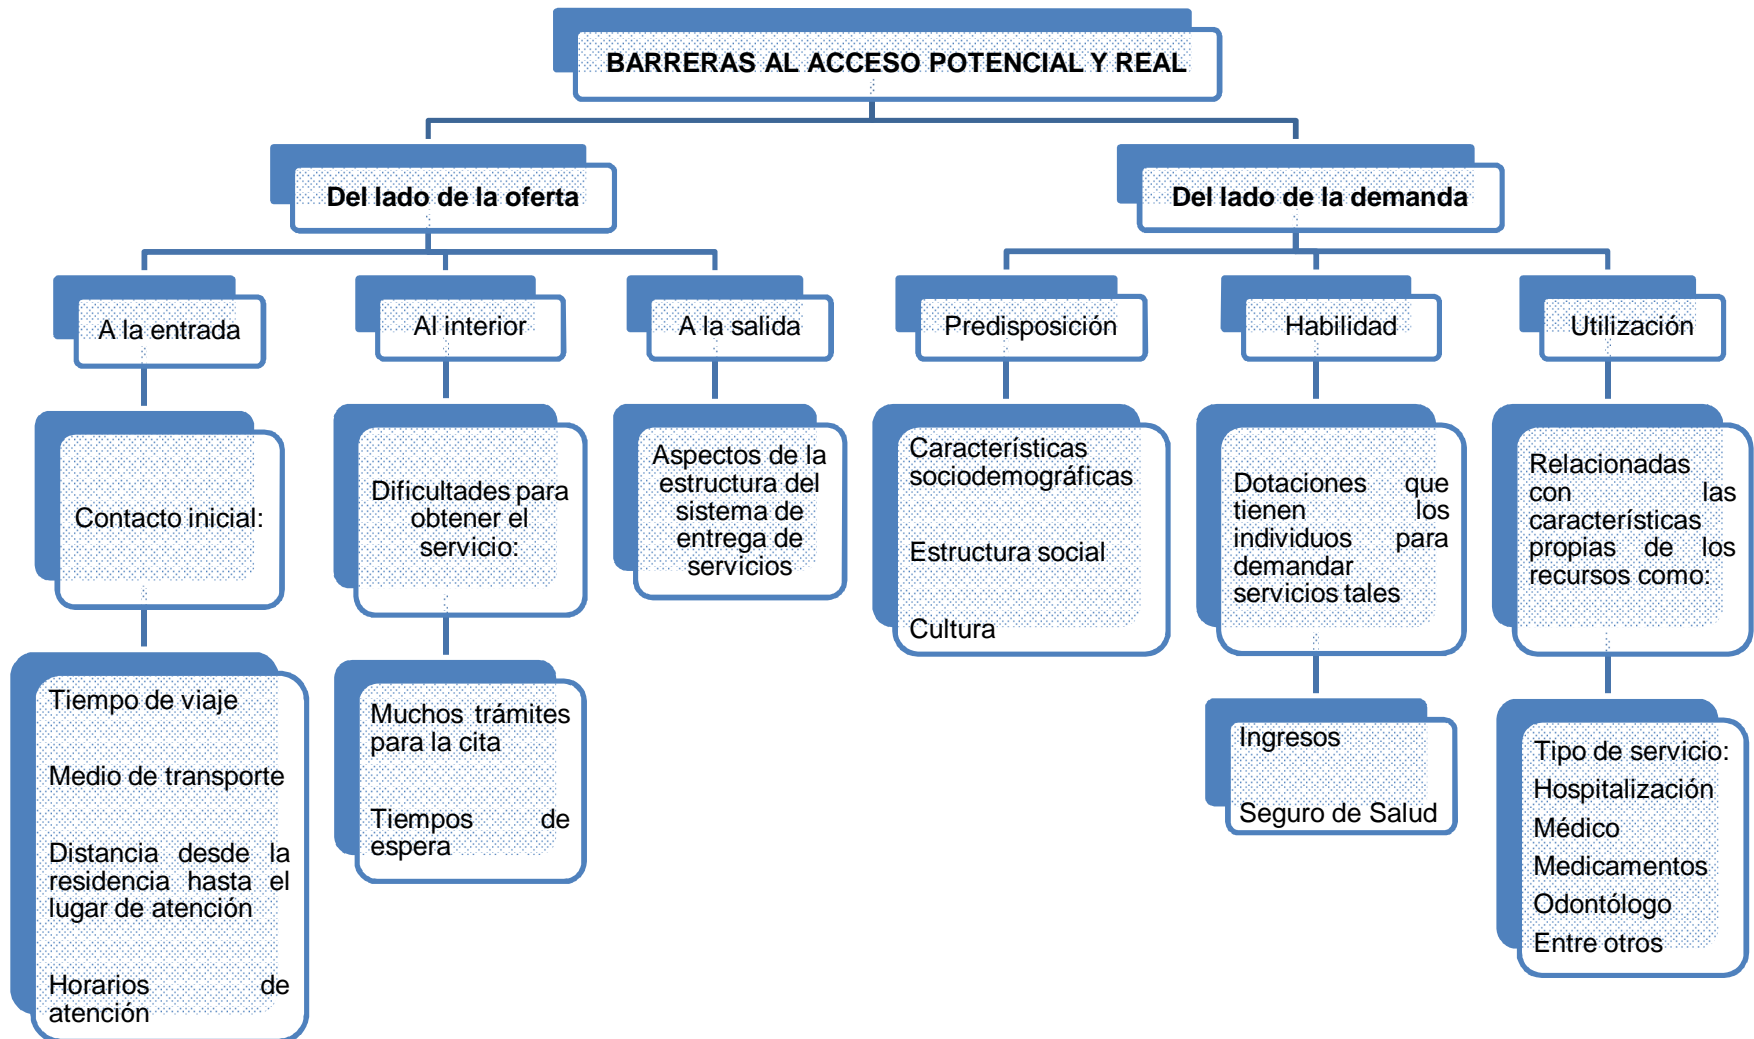 BARRERAS AL ACCESO POTENCIAL Y REAL
Del lado de la oferta
Del lado de la demanda
A la entrada
Al interior
A la salida
Predisposición
Habilidad
Utilización
Contacto inicial:
Dificultades para
obtener el
servicio:
Aspectos de la
estructura del
sistema de
entrega de
servicios
Características
sociodemográficas
Estructura social
Cultura
Dotaciones que
tienen los
individuos para
demandar
servicios tales
Relacionadas
con las
características
propias de los
recursos como:
Tiempo de viaje
Medio de transporte
Distancia desde la
residencia hasta el
lugar de atención
Horarios de
atención
Muchos trámites
para la cita
Tiempos de
espera
Ingresos
Seguro de Salud
Tipo de servicio:
Hospitalización
Médico
Medicamentos
Odontólogo
Entre otros